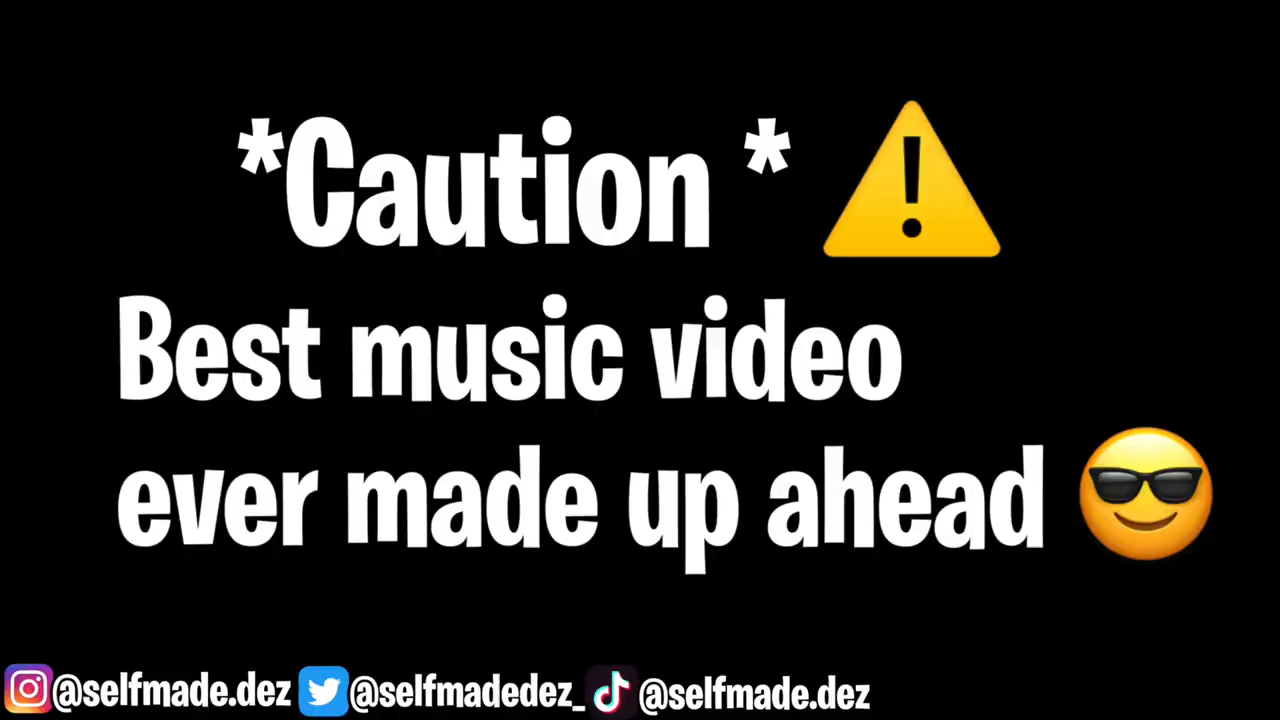 *Caution * ⚠️
Best music video
ever made up ahead 😎
@selfmade.dez @selfmadedez_ @selfmade.dez